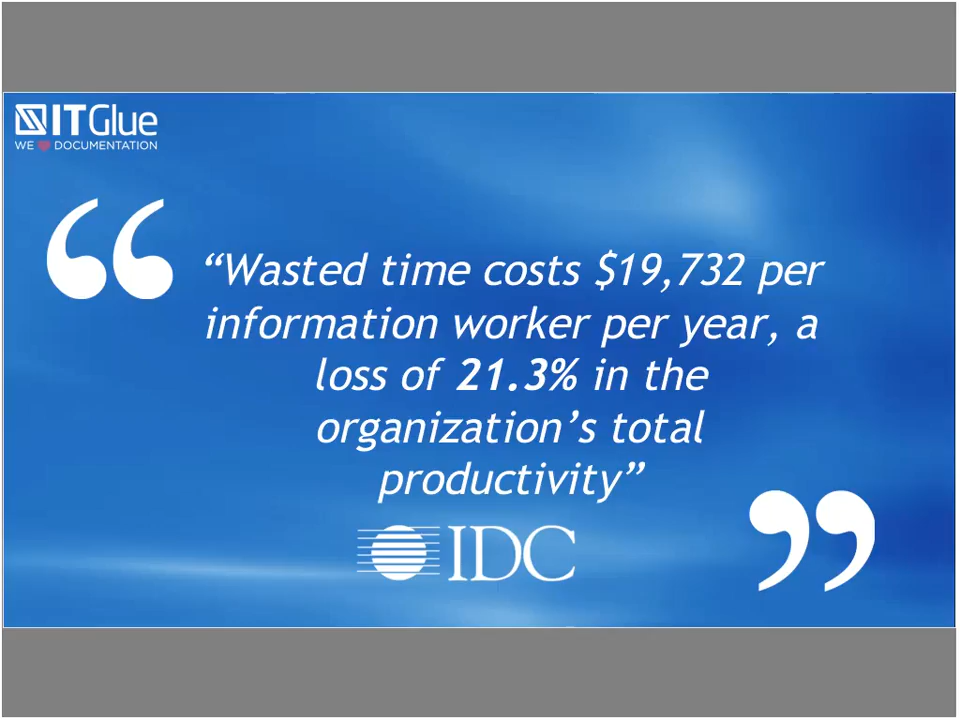 ITGlue
WE ❤ DOCUMENTATION
“Wasted time costs $19,732 per
information worker per year, a
loss of 21.3% in the
organization’s total
productivity”
IDC